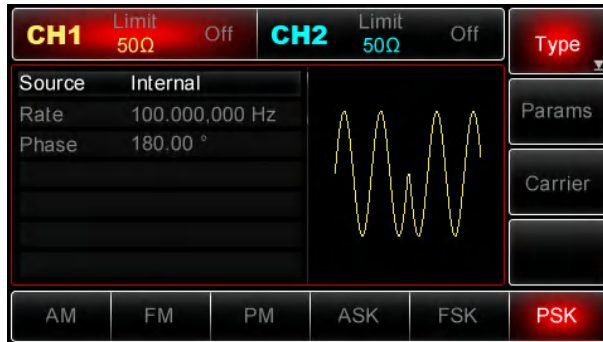 CH1 Limit 50Ω Off CH2 Limit 50Ω Off Type
Source Internal
Rate 100.000,000 Hz
Phase 180.00 °
Params
Carrier
AM FM PM ASK FSK PSK